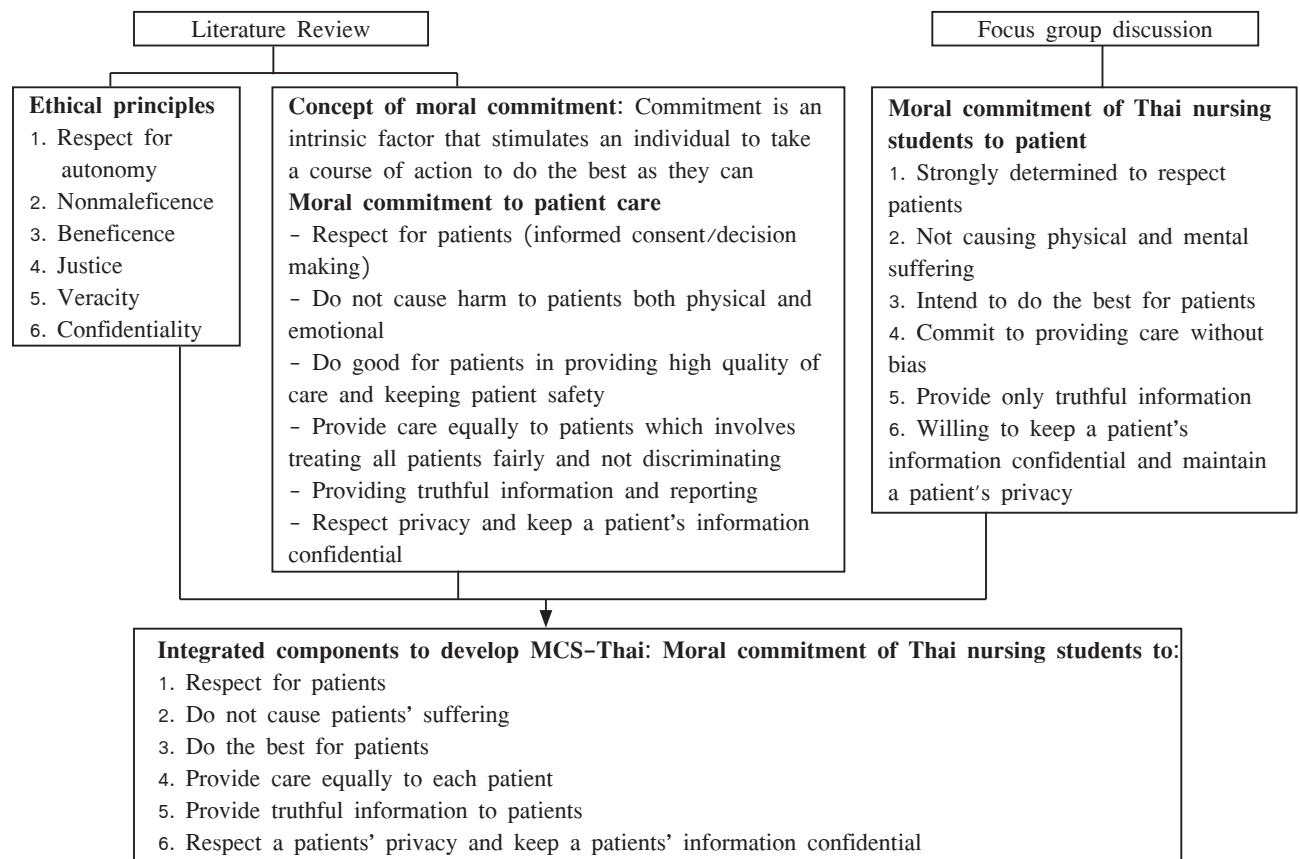 Literature Review
Focus group discussion
Ethical principles
1. Respect for
autonomy
2. Nonmaleficence
3. Beneficence
4. Justice
5. Veracity
6. Confidentiality
Concept of moral commitment: Commitment is an
intrinsic factor that stimulates an individual to take
a course of action to do the best as they can
Moral commitment to patient care
- Respect for patients (informed consent/decision
making)
- Do not cause harm to patients both physical and
emotional
- Do good for patients in providing high quality of
care and keeping patient safety
- Provide care equally to patients which involves
treating all patients fairly and not discriminating
- Providing truthful information and reporting
- Respect privacy and keep a patient's information
confidential
Moral commitment of Thai nursing
students to patient
1. Strongly determined to respect
patients
2. Not causing physical and mental
suffering
3. Intend to do the best for patients
4. Commit to providing care without
bias
5. Provide only truthful information
6. Willing to keep a patient's
information confidential and maintain
a patient's privacy
Integrated components to develop MCS-Thai: Moral commitment of Thai nursing students to:
1. Respect for patients
2. Do not cause patients' suffering
3. Do the best for patients
4. Provide care equally to each patient
5. Provide truthful information to patients
6. Respect a patients' privacy and keep a patients' information confidential